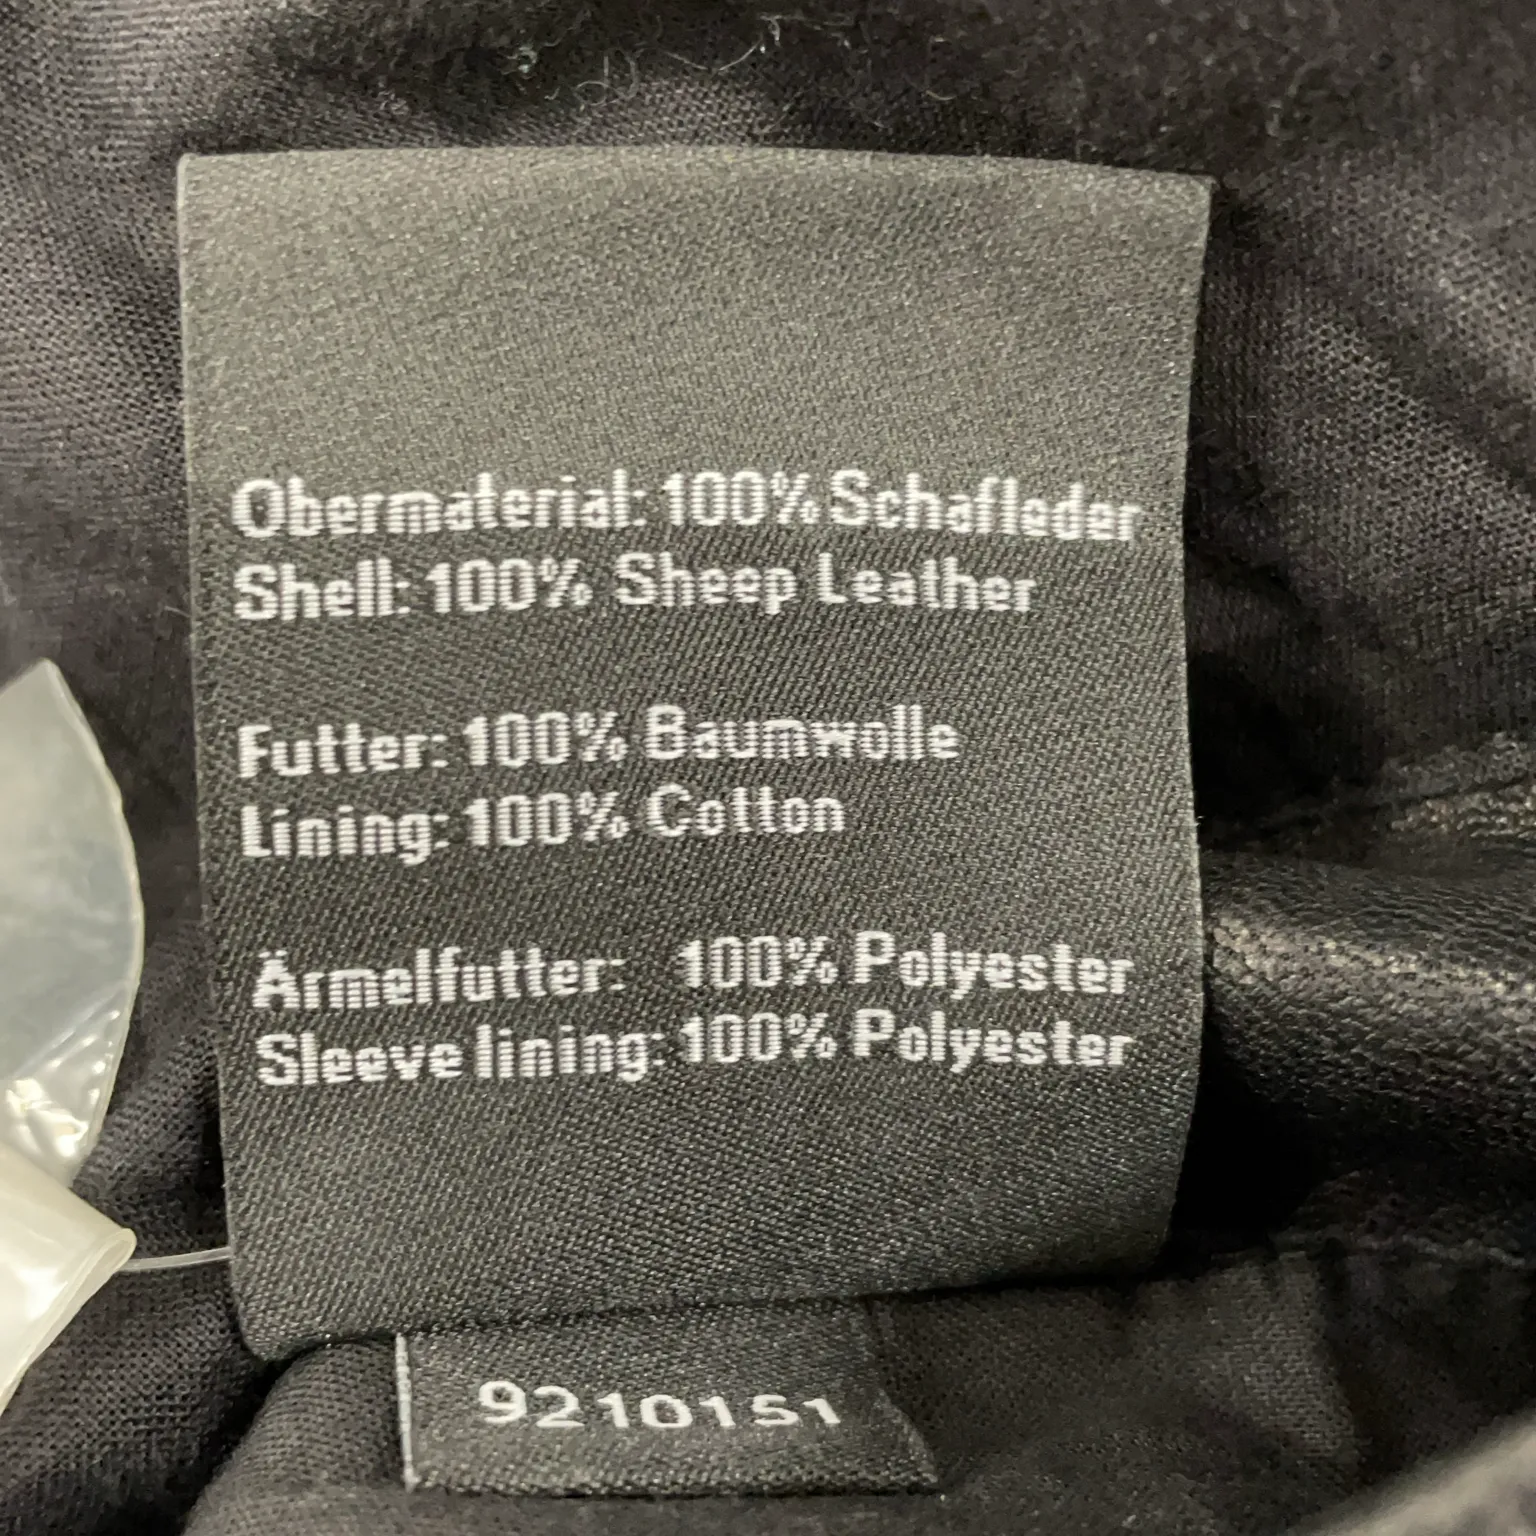 Obermaterial: 100% Schafleder
Shell: 100% Sheep Leather
Futter: 100% Baumwolle
Lining: 100% Cotton
Ärmelfutter: 100% Polyester
Sleeve lining: 100% Polyester
9210151